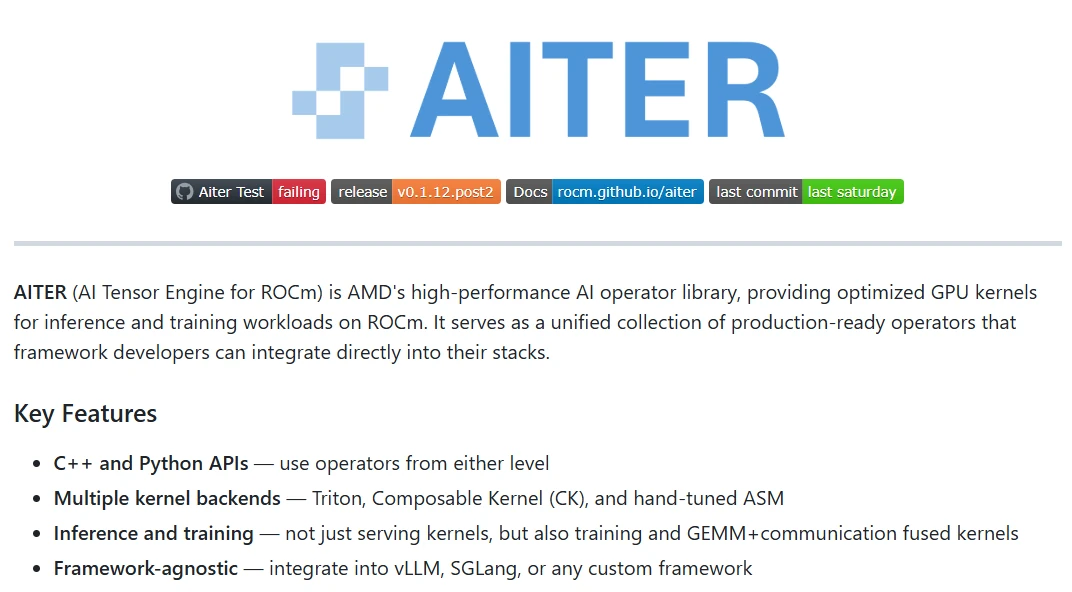 AITER
Aiter Test failing release v0.1.12.post2 Docs rocm.github.io/aiter last commit last saturday
AITER (AI Tensor Engine for ROCm) is AMD's high-performance AI operator library, providing optimized GPU kernels
for inference and training workloads on ROCm. It serves as a unified collection of production-ready operators that
framework developers can integrate directly into their stacks.
Key Features
• C++ and Python APIs — use operators from either level
• Multiple kernel backends — Triton, Composable Kernel (CK), and hand-tuned ASM
• Inference and training — not just serving kernels, but also training and GEMM+communication fused kernels
• Framework-agnostic — integrate into vLLM, SGLang, or any custom framework